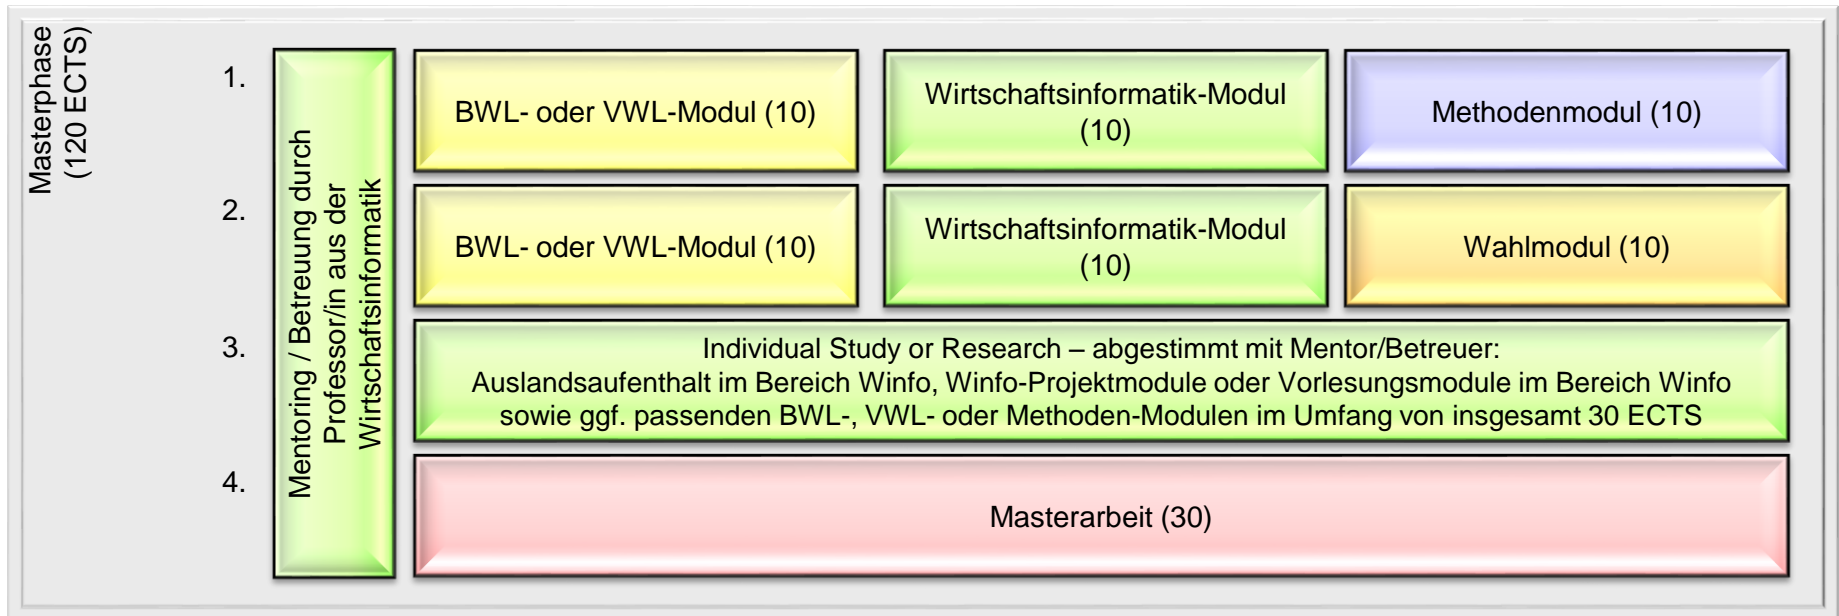 Masterphase
(120 ECTS)
Mentoring / Betreuung durch
Professor/in aus der
Wirtschaftsinformatik
1.
BWL- oder VWL-Modul (10)
Wirtschaftsinformatik-Modul
(10)
Methodenmodul (10)
2.
BWL- oder VWL-Modul (10)
Wirtschaftsinformatik-Modul
(10)
Wahlmodul (10)
3.
Individual Study or Research – abgestimmt mit Mentor/Betreuer:
Auslandsaufenthalt im Bereich Winfo, Winfo-Projektmodule oder Vorlesungsmodule im Bereich Winfo
sowie ggf. passenden BWL-, VWL- oder Methoden-Modulen im Umfang von insgesamt 30 ECTS
4.
Masterarbeit (30)